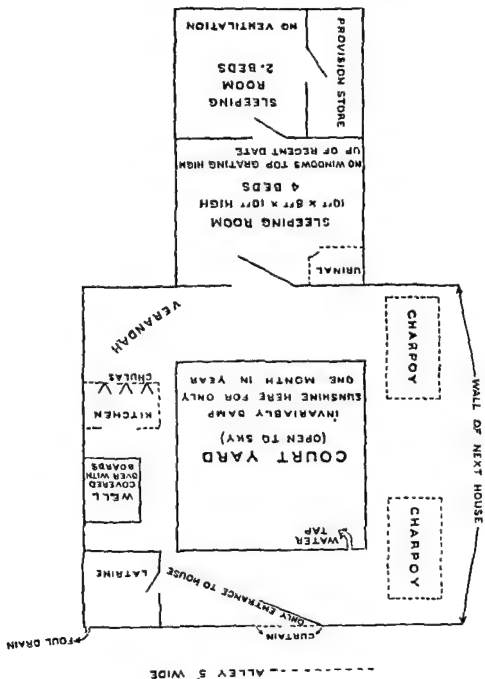 ALLEY 5' WIDE
FOUL DRAIN
CURTAIN
ONLY ENTRANCE TO HOUSE
LATRINE
CHARPOY
WATER
TAP
WELL
COVERED
OVER WITH
BOARDS
COURT YARD
(OPEN TO SKY)
INVARIABLY DAMP
SUNSHINE HERE FOR ONLY
ONE MONTH IN YEAR
KITCHEN
CHULAS
WALL OF NEXT HOUSE
CHARPOY
VERANDAH
URINAL
SLEEPING ROOM
10FT x 8FT x 10FT HIGH
4 BEDS
NO WINDOWS TOP GRATING HIGH
UP OF RECENT DATE
SLEEPING
ROOM
2-BEDS
NO VENTILATION
PROVISION STORE